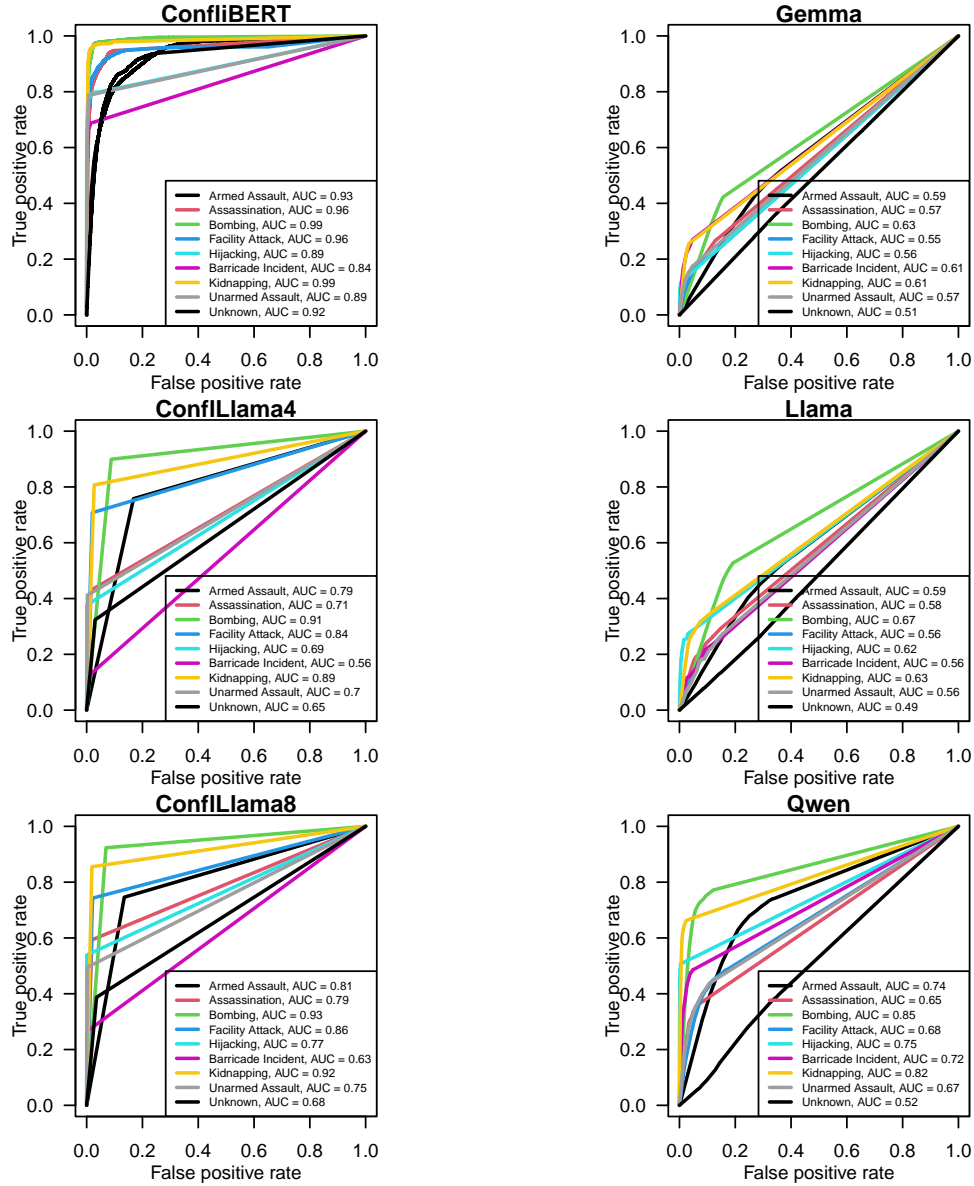 ConfliBERT
True positive rate
1.0
0.8
0.6
0.4
0.2
0.0
Armed Assault, AUC = 0.93
Assassination, AUC = 0.96
Bombing, AUC = 0.99
Facility Attack, AUC = 0.96
Hijacking, AUC = 0.89
Barricade Incident, AUC = 0.84
Kidnapping, AUC = 0.99
Unarmed Assault, AUC = 0.89
Unknown, AUC = 0.92
0.0 0.2 0.4 0.6 0.8 1.0
False positive rate
Gemma
True positive rate
1.0
0.8
0.6
0.4
0.2
0.0
Armed Assault, AUC = 0.59
Assassination, AUC = 0.57
Bombing, AUC = 0.63
Facility Attack, AUC = 0.55
Hijacking, AUC = 0.56
Barricade Incident, AUC = 0.61
Kidnapping, AUC = 0.61
Unarmed Assault, AUC = 0.57
Unknown, AUC = 0.51
0.0 0.2 0.4 0.6 0.8 1.0
False positive rate
ConflLlama4
True positive rate
1.0
0.8
0.6
0.4
0.2
0.0
Armed Assault, AUC = 0.79
Assassination, AUC = 0.71
Bombing, AUC = 0.91
Facility Attack, AUC = 0.84
Hijacking, AUC = 0.69
Barricade Incident, AUC = 0.56
Kidnapping, AUC = 0.89
Unarmed Assault, AUC = 0.7
Unknown, AUC = 0.65
0.0 0.2 0.4 0.6 0.8 1.0
False positive rate
Llama
True positive rate
1.0
0.8
0.6
0.4
0.2
0.0
Armed Assault, AUC = 0.59
Assassination, AUC = 0.58
Bombing, AUC = 0.67
Facility Attack, AUC = 0.56
Hijacking, AUC = 0.62
Barricade Incident, AUC = 0.56
Kidnapping, AUC = 0.63
Unarmed Assault, AUC = 0.56
Unknown, AUC = 0.49
0.0 0.2 0.4 0.6 0.8 1.0
False positive rate
ConflLlama8
True positive rate
1.0
0.8
0.6
0.4
0.2
0.0
Armed Assault, AUC = 0.81
Assassination, AUC = 0.79
Bombing, AUC = 0.93
Facility Attack, AUC = 0.86
Hijacking, AUC = 0.77
Barricade Incident, AUC = 0.63
Kidnapping, AUC = 0.92
Unarmed Assault, AUC = 0.75
Unknown, AUC = 0.68
0.0 0.2 0.4 0.6 0.8 1.0
False positive rate
Qwen
True positive rate
1.0
0.8
0.6
0.4
0.2
0.0
Armed Assault, AUC = 0.74
Assassination, AUC = 0.65
Bombing, AUC = 0.85
Facility Attack, AUC = 0.68
Hijacking, AUC = 0.75
Barricade Incident, AUC = 0.72
Kidnapping, AUC = 0.82
Unarmed Assault, AUC = 0.67
Unknown, AUC = 0.52
0.0 0.2 0.4 0.6 0.8 1.0
False positive rate